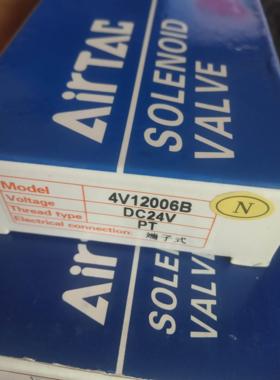 AirTAC
SOLENOID
VALVE
Model
4V12006B
Voltage
DC24V
Thread type
PT
Electrical connection:
端子式
N
AirTAC
SOLENOID
VALVE